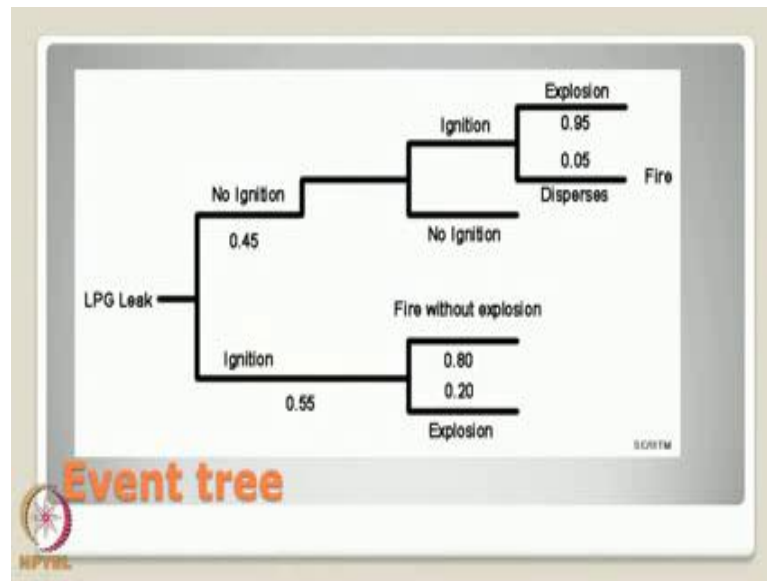 Explosion
Ignition
0.95
0.05
Fire
No Ignition
Disperses
0.45
No Ignition
LPG Leak
Fire without explosion
Ignition
0.80
0.55
0.20
Explosion
Event tree
NPTEL